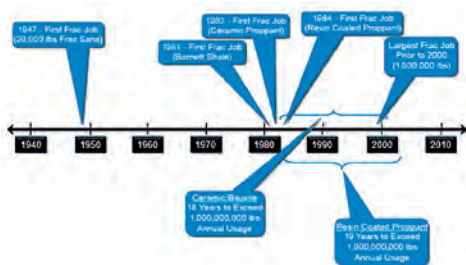 1947 - First Frac Job
(20,000 lbs Frac Sand)
1981 - First Frac Job
(Barnett Shale)
1983 - First Frac Job
(Ceramic Proppant)
1984 - First Frac Job
(Resin Coated Proppant)
Largest Frac Job
Prior to 2000
(1,000,000 lbs)
1940
1950
1960
1970
1980
1990
2000
2010
Ceramic/Bauxite
18 Years to Exceed
1,000,000,000 lbs
Annual Usage
Resin Coated Proppant
19 Years to Exceed
1,000,000,000 lbs
Annual Usage